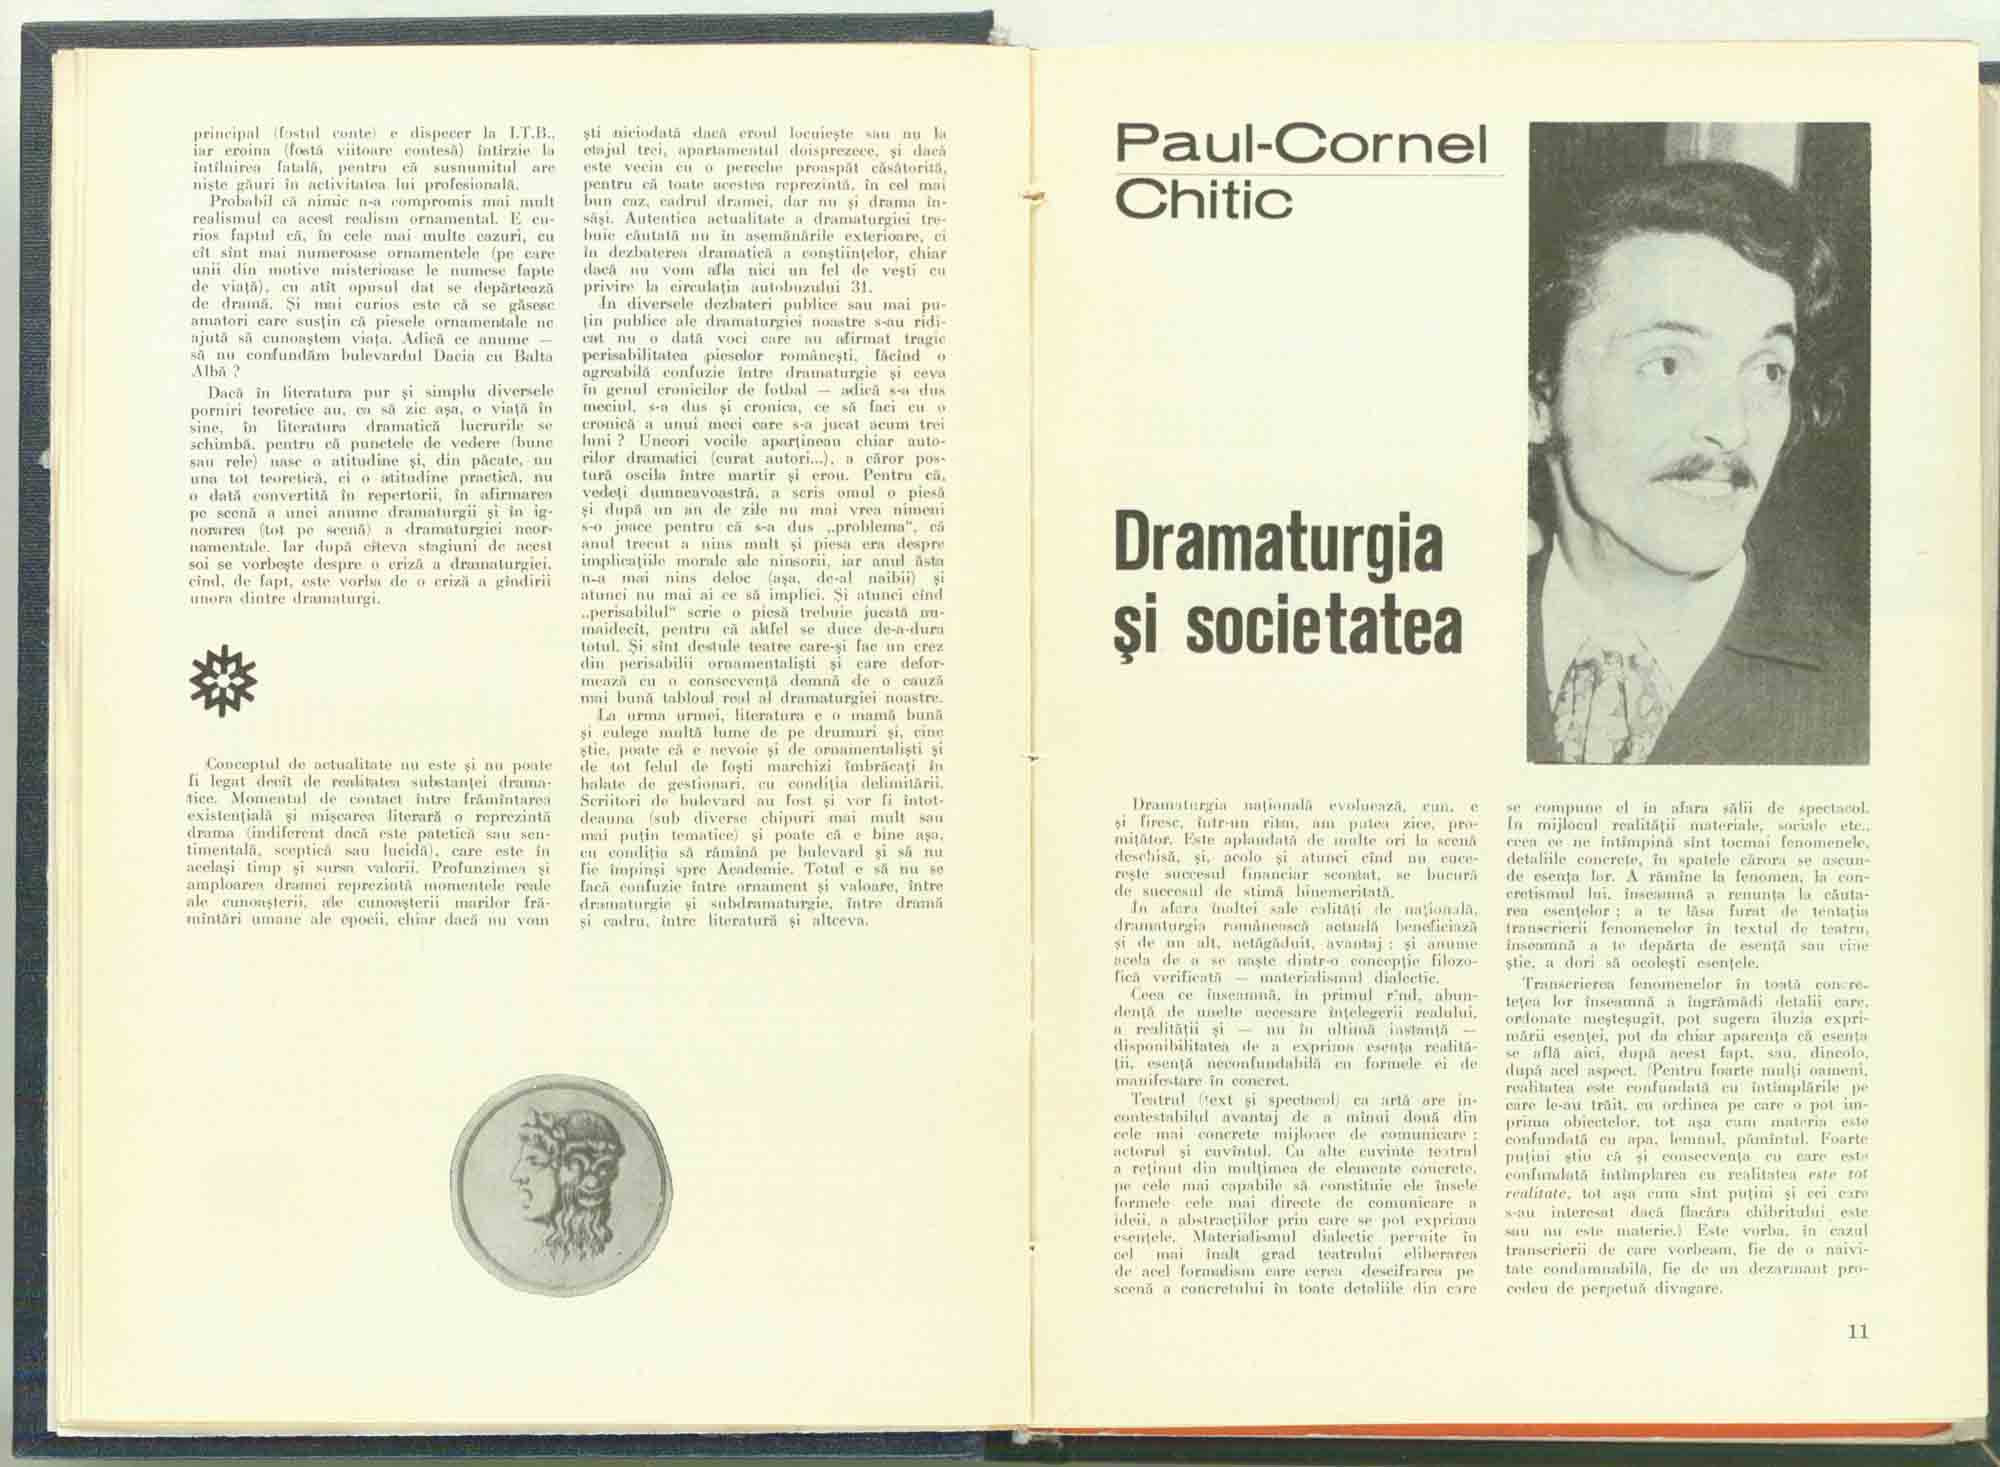 principal (fostul conte) e dispecer la I.T.B.,
iar eroina (fostă viitoare contesă) întîrzie la
întîlnirea fatală, pentru că susnumitul are
niște găuri în activitatea lui profesională.
Probabil că nimic n-a compromis mai mult
realismul ca acest realism ornamental. E cu-
rios faptul că, în cele mai multe cazuri, cu
cît sînt mai numeroase ornamentele (pe care
unii din motive misterioase le numesc fapte
de viață), cu atît opusul dat se depărtează
de dramă. Și mai curios este că se găsesc
amatori care susțin că piesele ornamentale ne
ajută să cunoaștem viața. Adică ce anume —
să nu confundăm bulevardul Dacia cu Balta
Albă ?
Dacă în literatura pur și simplu diversele
porniri teoretice au, ca să zic așa, o viață în
sine, în literatura dramatică lucrurile se
schimbă, pentru că punctele de vedere (bune
sau rele) nasc o atitudine și, din păcate, nu
una tot teoretică, ci o atitudine practică, nu
o dată convertită în repertorii, în afirmarea
pe scenă a unei anume dramaturgii și în ig-
norarea (tot pe scenă) a dramaturgiei neor-
namentale. Iar după cîteva stagiuni de acest
soi se vorbește despre o criză a dramaturgiei,
cînd, de fapt, este vorba de o criză a gîndirii
unora dintre dramaturgi.
Conceptul de actualitate nu este și nu poate
fi legat decît de realitatea substanței drama-
tice. Momentul de contact între frămîntarea
existențială și mișcarea literară o reprezintă
drama (indiferent dacă este patetică sau sen-
timentală, sceptică sau lucidă), care este în
același timp și sursa valorii. Profunzimea și
amploarea dramei reprezintă momentele reale
ale cunoașterii, ale cunoașterii marilor fră-
mîntări umane ale epocii, chiar dacă nu vom
ști niciodată dacă eroul locuiește sau nu la
etajul trei, apartamentul doisprezece, și dacă
este vecin cu o pereche proaspăt căsătorită,
pentru că toate acestea reprezintă, în cel mai
bun caz, cadrul dramei, dar nu și drama în-
săși. Autentica actualitate a dramaturgiei tre-
buie căutată nu în asemănările exterioare, ci
în dezbaterea dramatică a conștiințelor, chiar
dacă nu vom afla nici un fel de vești cu
privire la circulația autobuzului 31.
In diversele dezbateri publice sau mai pu-
țin publice ale dramaturgiei noastre s-au ridi-
cat nu o dată voci care au afirmat tragic
perisabilitatea pieselor românești, făcînd o
agreabilă confuzie între dramaturgie și ceva
în genul cronicilor de fotbal — adică s-a dus
meciul, s-a dus și cronica, ce să faci cu o
cronică a unui meci care s-a jucat acum trei
luni ? Uneori vocile aparțineau chiar auto-
rilor dramatici (curat autori...), a căror pos-
tură oscila între martir și erou. Pentru că,
vedeți dumneavoastră, a scris omul o piesă
și după un an de zile nu mai vrea nimeni
s-o joace pentru că s-a dus „problema“, că
anul trecut a nins mult și piesa era despre
implicațiile morale ale ninsorii, iar anul ăsta
n-a mai nins deloc (așa, de-al naibii) și
atunci nu mai ai ce să implici. Și atunci cînd
„perisabilul“ scrie o piesă trebuie jucată nu-
maidecît, pentru că altfel se duce de-a-dura
totul. Și sînt destule teatre care-și fac un crez
din perisabilii ornamentaliști și care defor-
mează cu o consecvență demnă de o cauză
mai bună tabloul real al dramaturgiei noastre.
La urma urmei, literatura e o mamă bună
și culege multă lume de pe drumuri și, cine
știe, poate că e nevoie și de ornamentaliști și
de tot felul de foști marchizi îmbrăcați în
halate de gestionari, cu condiția delimitării.
Scriitori de bulevard au fost și vor fi întot-
deauna (sub diverse chipuri mai mult sau
mai puțin tematice) și poate că e bine așa,
cu condiția să rămînă pe bulevard și să nu
fie împinși spre Academie. Totul e să nu se
facă confuzie între ornament și valoare, între
dramaturgie și subdramaturgie, între dramă
și cadru, între literatură și altceva.
Paul-Cornel
Chitic
Dramaturgia
și societatea
Dramaturgia națională evoluează, cum, e
și firesc, într-un ritm, am putea zice, pro-
mițător. Este aplaudată de multe ori la scenă
deschisă, și, acolo și atunci cînd nu cuce-
rește succesul financiar scontat, se bucură
de succesul de stimă binemeritată.
In afara înaltei sale calități de națională,
dramaturgia românească actuală beneficiază
și de un alt, netăgăduit, avantaj : și anume
acela de a se naște dintr-o concepție filozo-
fică verificată — materialismul dialectic.
Ceea ce înseamnă, în primul rînd, abun-
dență de unelte necesare înțelegerii realului,
a realității și — nu în ultimă instanță —
disponibilitatea de a exprima esența realită-
ții, esență neconfundabilă cu formele ei de
manifestare în concret.
Teatrul (text și spectacol) ca artă are in-
contestabilul avantaj de a mînui două din
cele mai concrete mijloace de comunicare :
actorul și cuvîntul. Cu alte cuvinte teatrul
a reținut din mulțimea de elemente concrete,
pe cele mai capabile să constituie ele însele
formele cele mai directe de comunicare a
ideii, a abstracțiilor prin care se pot exprima
esențele. Materialismul dialectic permite în
cel mai înalt grad teatrului eliberarea
de acel formalism care cerea descifrarea pe
scenă a concretului în toate detaliile din care
se compune el în afara sălii de spectacol.
In mijlocul realității materiale, sociale etc.,
ceea ce ne întîmpină sînt tocmai fenomenele,
detaliile concrete, în spatele cărora se ascun-
de esența lor. A rămîne la fenomen, la con-
cretismul lui, înseamnă a renunța la căuta-
rea esențelor ; a te lăsa furat de tentația
transcrierii fenomenelor în textul de teatru,
înseamnă a te depărta de esență sau cine
știe, a dori să ocolești esențele.
Transcrierea fenomenelor în toată concre-
tețea lor înseamnă a îngrămădi detalii care,
ordonate meșteșugit, pot sugera iluzia expri-
mării esenței, pot da chiar aparența că esența
se află aici, după acest fapt, sau, dincolo,
după acel aspect. (Pentru foarte mulți oameni,
realitatea este confundată cu întîmplările pe
care le-au trăit, cu ordinea pe care o pot im-
prima obiectelor, tot așa cum materia este
confundată cu apa, lemnul, pămîntul. Foarte
puțini știu că și consecvența cu care este
confundată întîmplarea cu realitatea este tot
realitate, tot așa cum sînt puțini și cei care
s-au interesat dacă flacăra chibritului este
sau nu este materie.) Este vorba, în cazul
transcrierii de care vorbeam, fie de o naivi-
tate condamnabilă, fie de un dezarmant pro-
cedeu de perpetuă divagare.
11